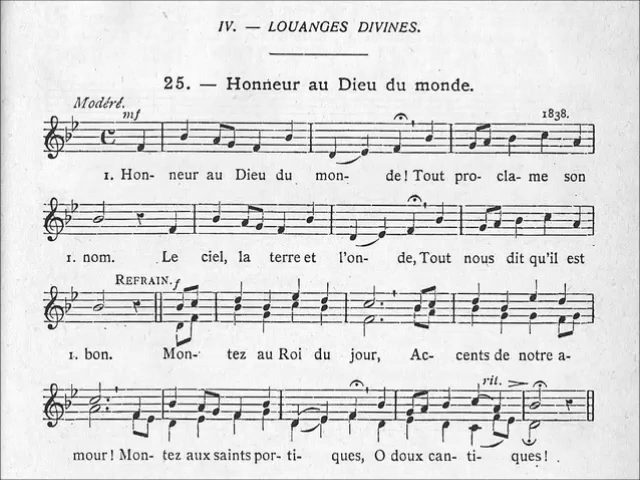 IV. — LOUANGES DIVINES.
25. — Honneur au Dieu du monde.
Modéré.
mf
1838.
1. Hon- neur au Dieu du mon- de! Tout pro- cla- me son
1. nom. Le ciel, la terre et l'on- de, Tout nous dit qu'il est
REFRAIN. f
1. bon. Mon- tez au Roi du jour, Ac- cents de notre a-
rit.
mour! Mon- tez aux saints por- ti- ques, O doux can- ti- ques!